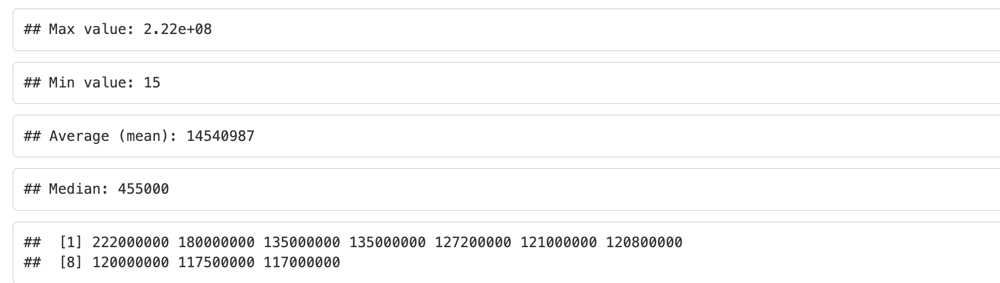 ## Max value: 2.22e+08
## Min value: 15
## Average (mean): 14540987
## Median: 455000
##  [1] 222000000 180000000 135000000 135000000 127200000 121000000 120800000
##  [8] 120000000 117500000 117000000